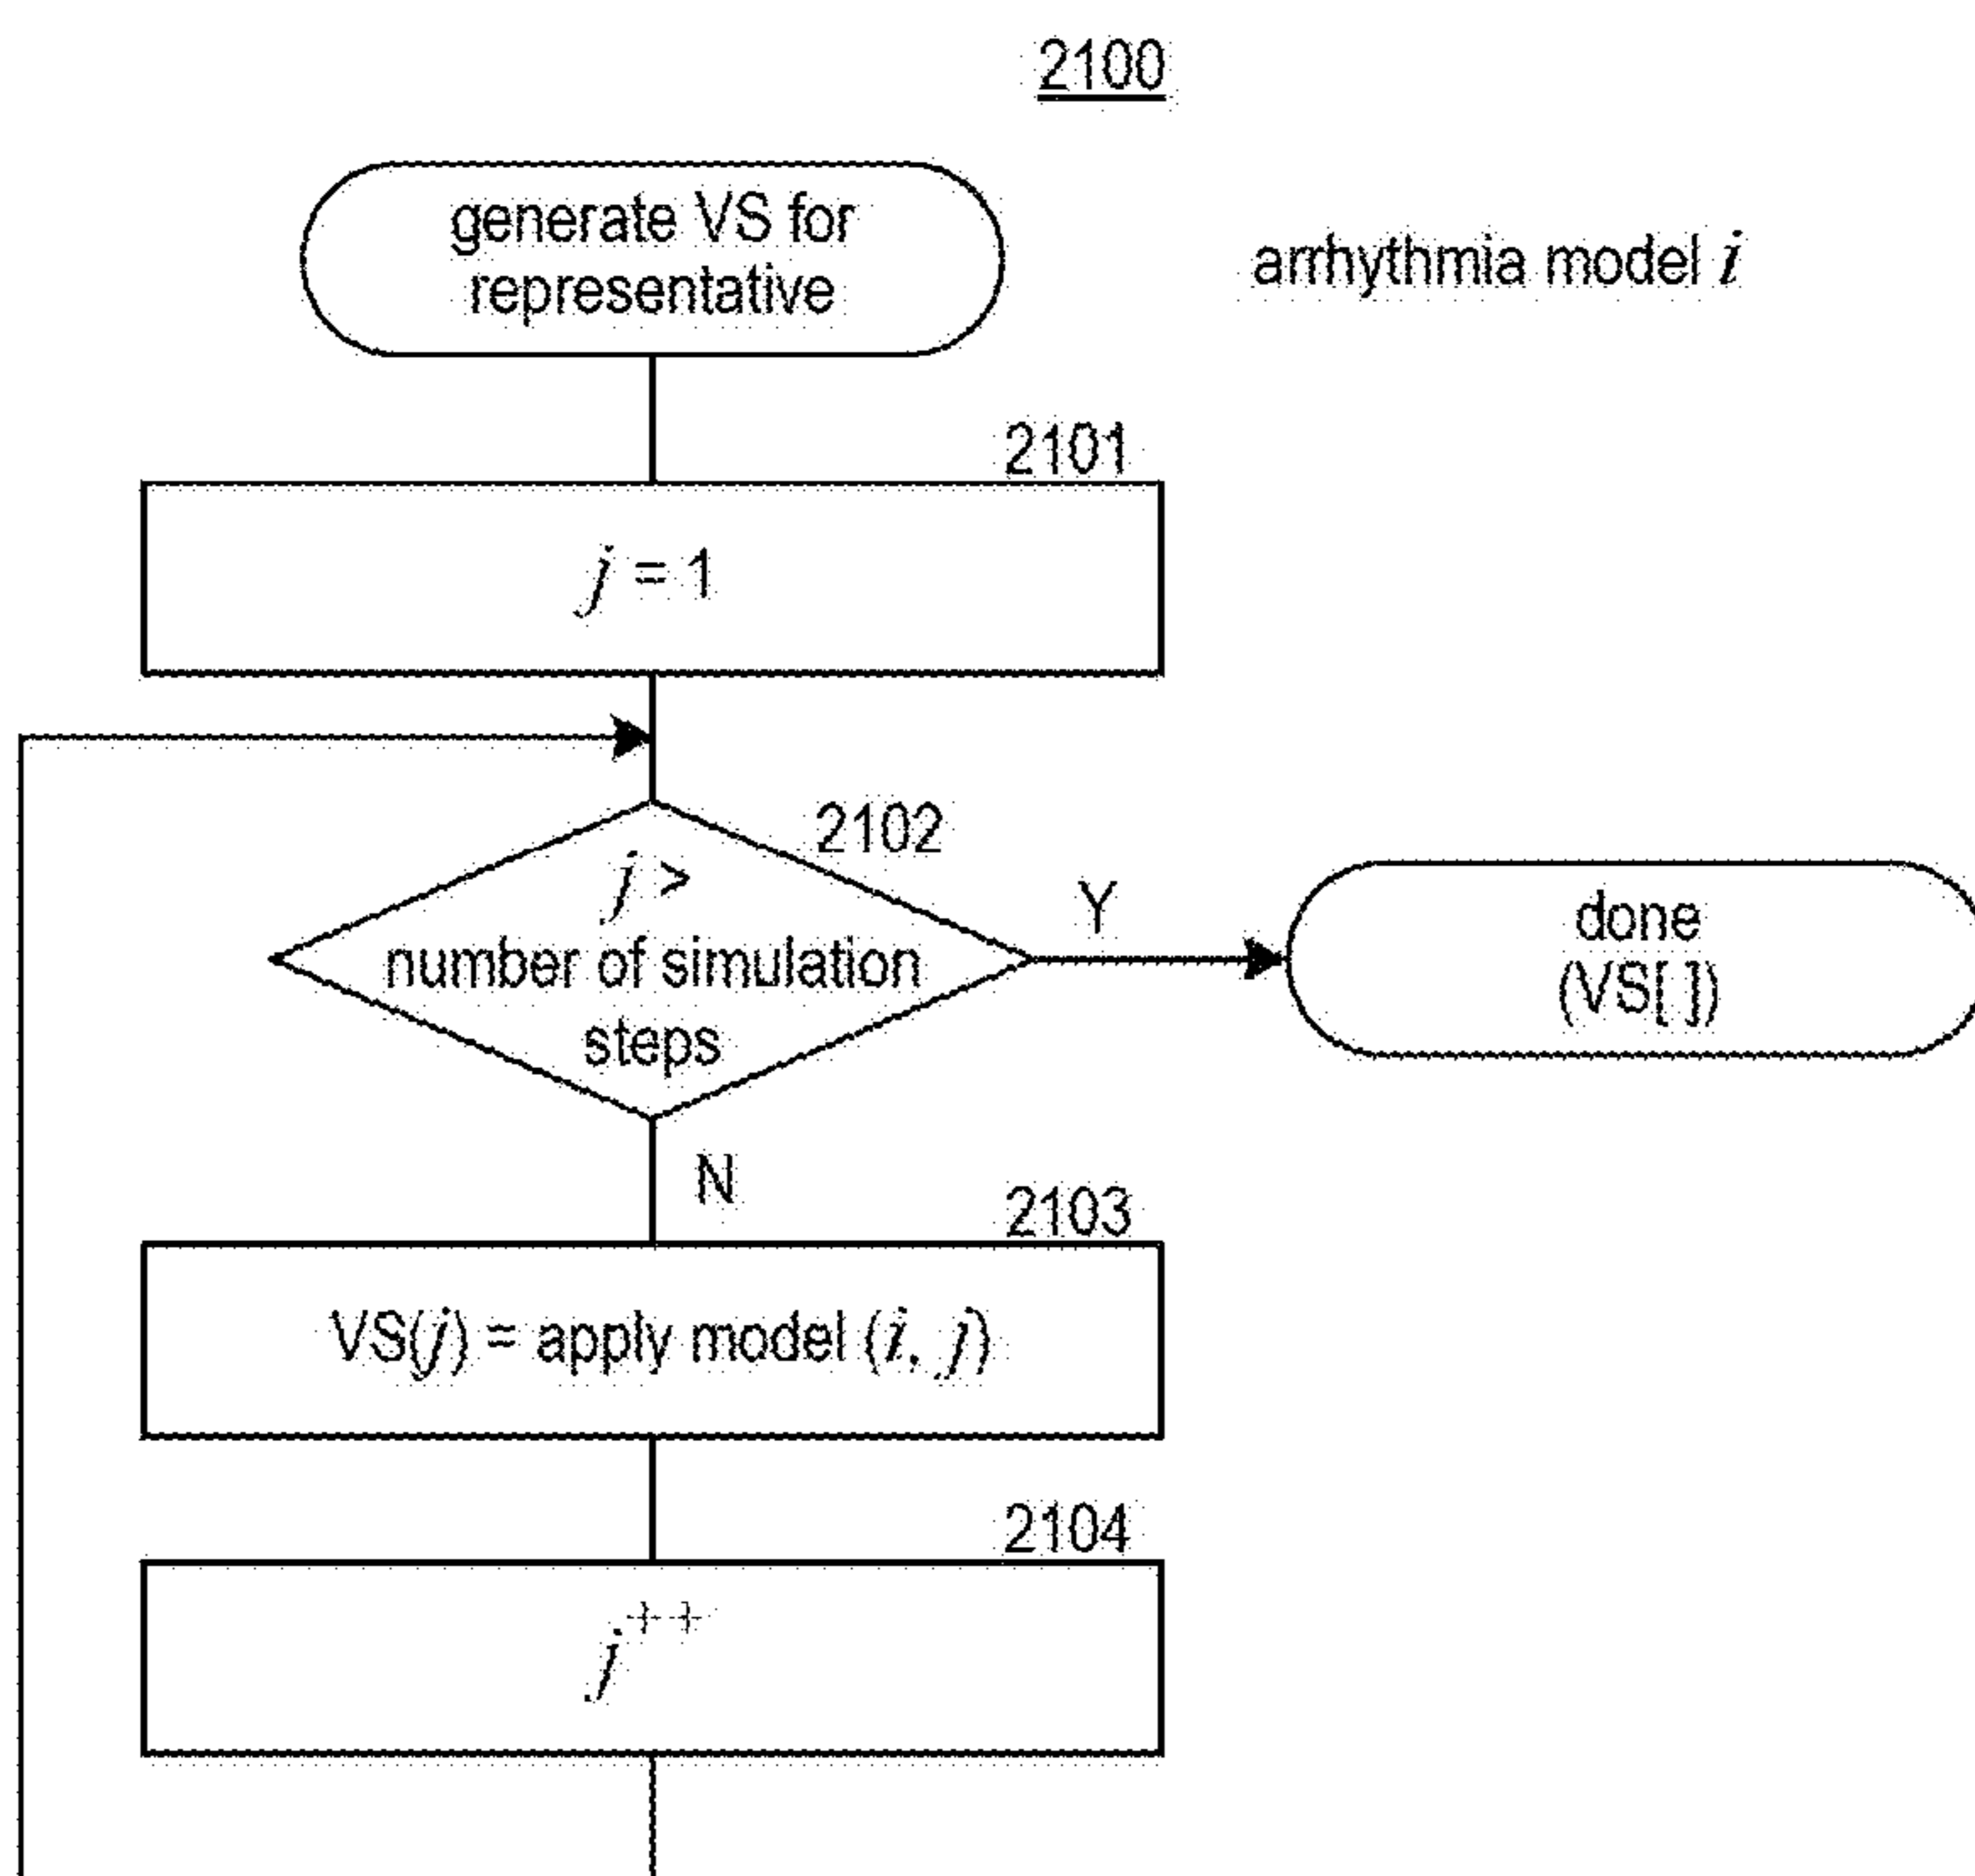 2100
generate VS for
representative
arrhythmia model i
2101
j = 1
2102
j >
number of simulation
steps
Y
done
(VS[ ])
N
2103
VS(j) = apply model (i, j)
2104
j++